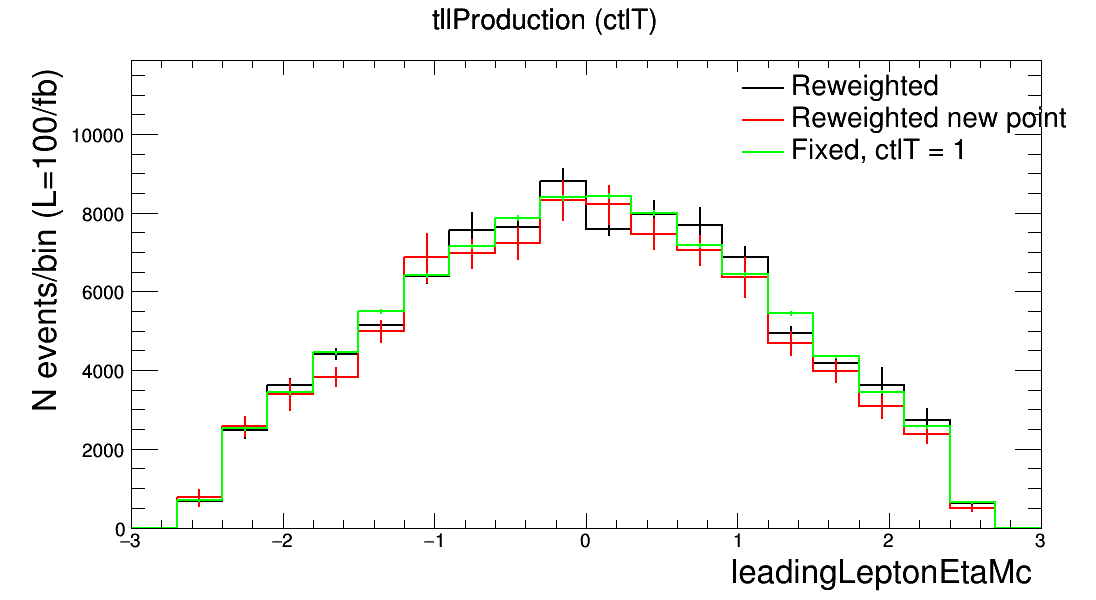 tllProduction (ctlT)
N events/bin (L=100/fb)
Reweighted
Reweighted new point
Fixed, ctlT = 1
10000
8000
6000
4000
2000
0
−3
−2
−1
0
1
2
3
leadingLeptonEtaMc